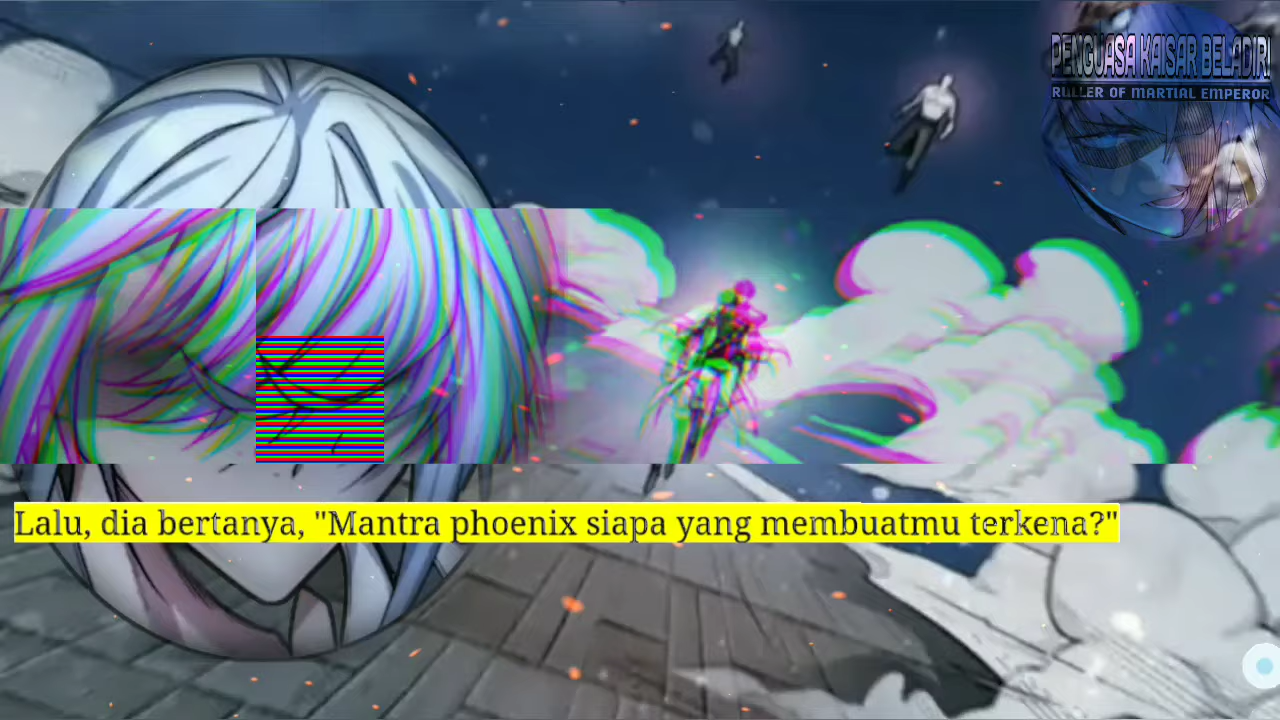 PENGUASA KAISAR BELADIRI
RULLER OF MARTIAL EMPEROR
Lalu, dia bertanya, "Mantra phoenix siapa yang membuatmu terkena?"